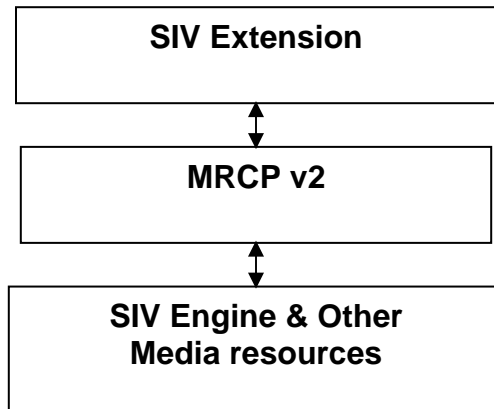 SIV Extension
MRCP v2
SIV Engine & Other
Media resources